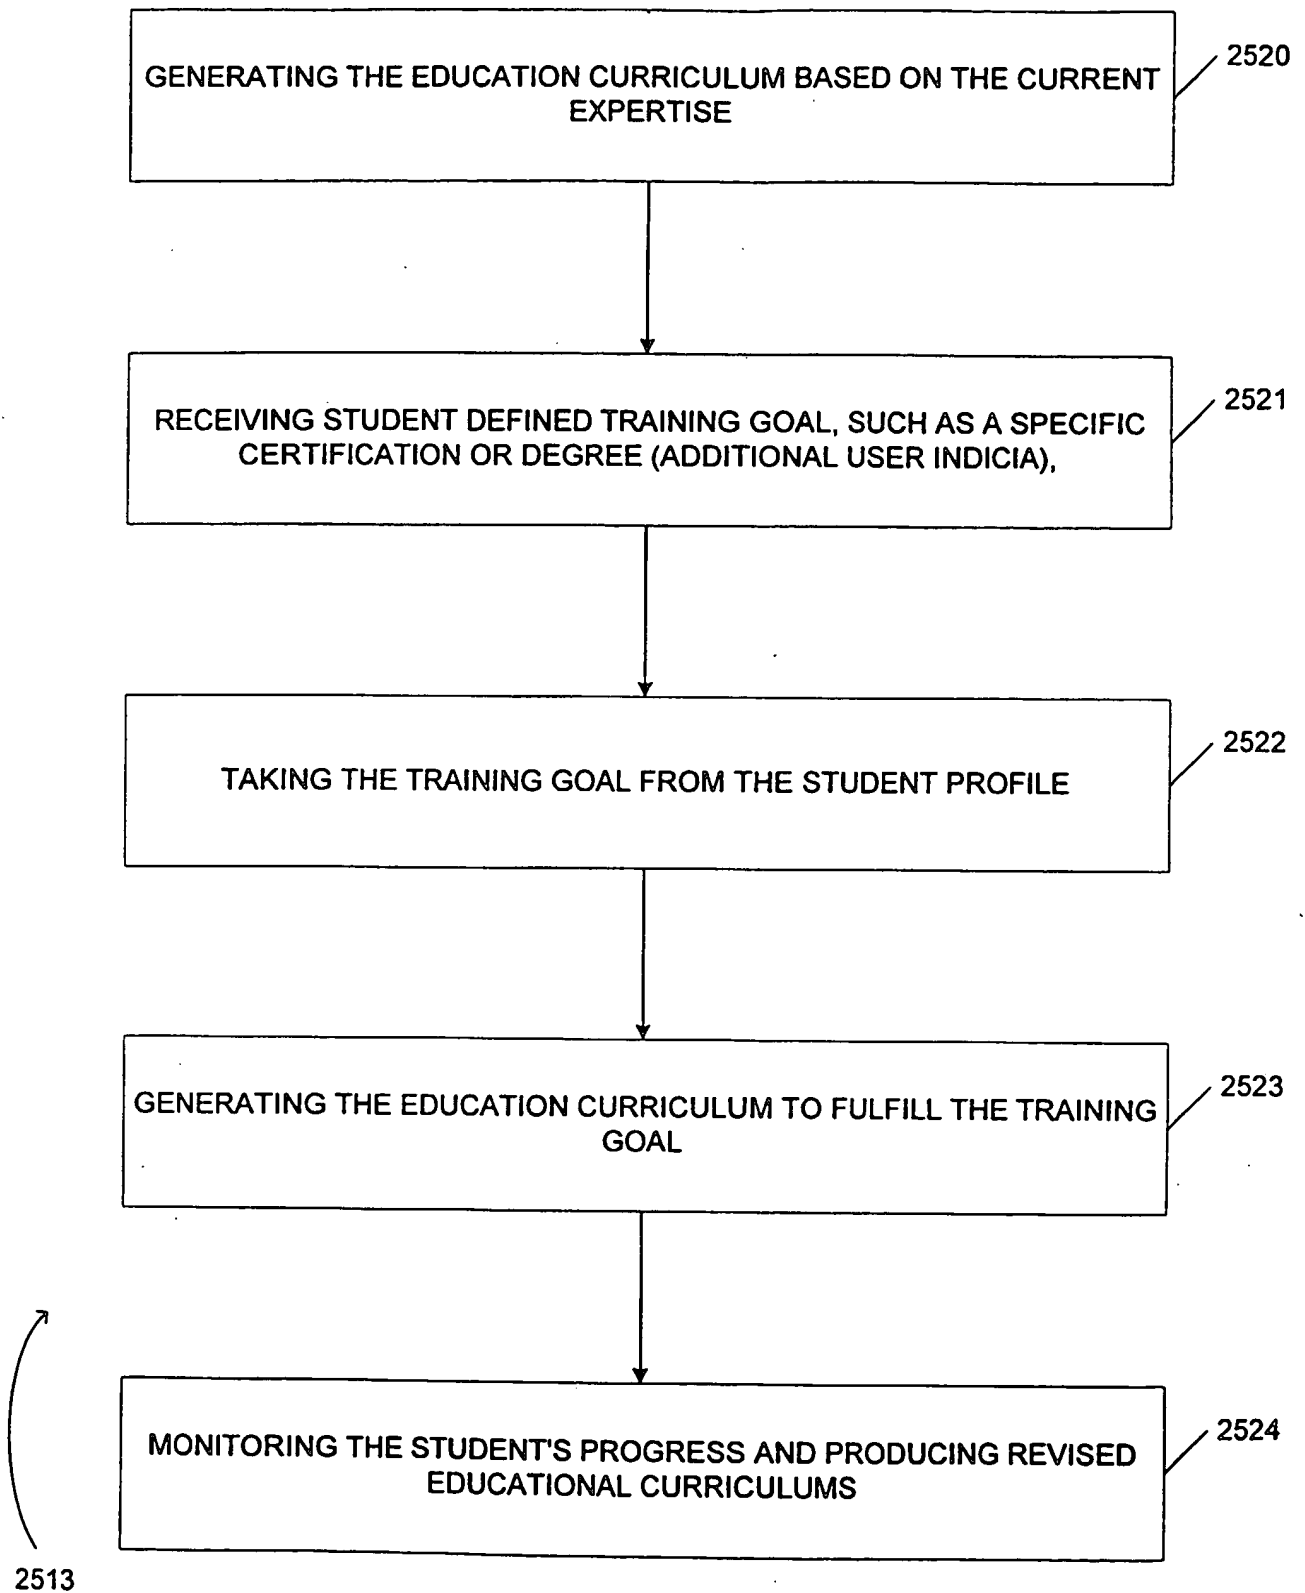 2520
GENERATING THE EDUCATION CURRICULUM BASED ON THE CURRENT
EXPERTISE
2521
RECEIVING STUDENT DEFINED TRAINING GOAL, SUCH AS A SPECIFIC
CERTIFICATION OR DEGREE (ADDITIONAL USER INDICIA),
2522
TAKING THE TRAINING GOAL FROM THE STUDENT PROFILE
2523
GENERATING THE EDUCATION CURRICULUM TO FULFILL THE TRAINING
GOAL
2524
MONITORING THE STUDENT'S PROGRESS AND PRODUCING REVISED
EDUCATIONAL CURRICULUMS
2513